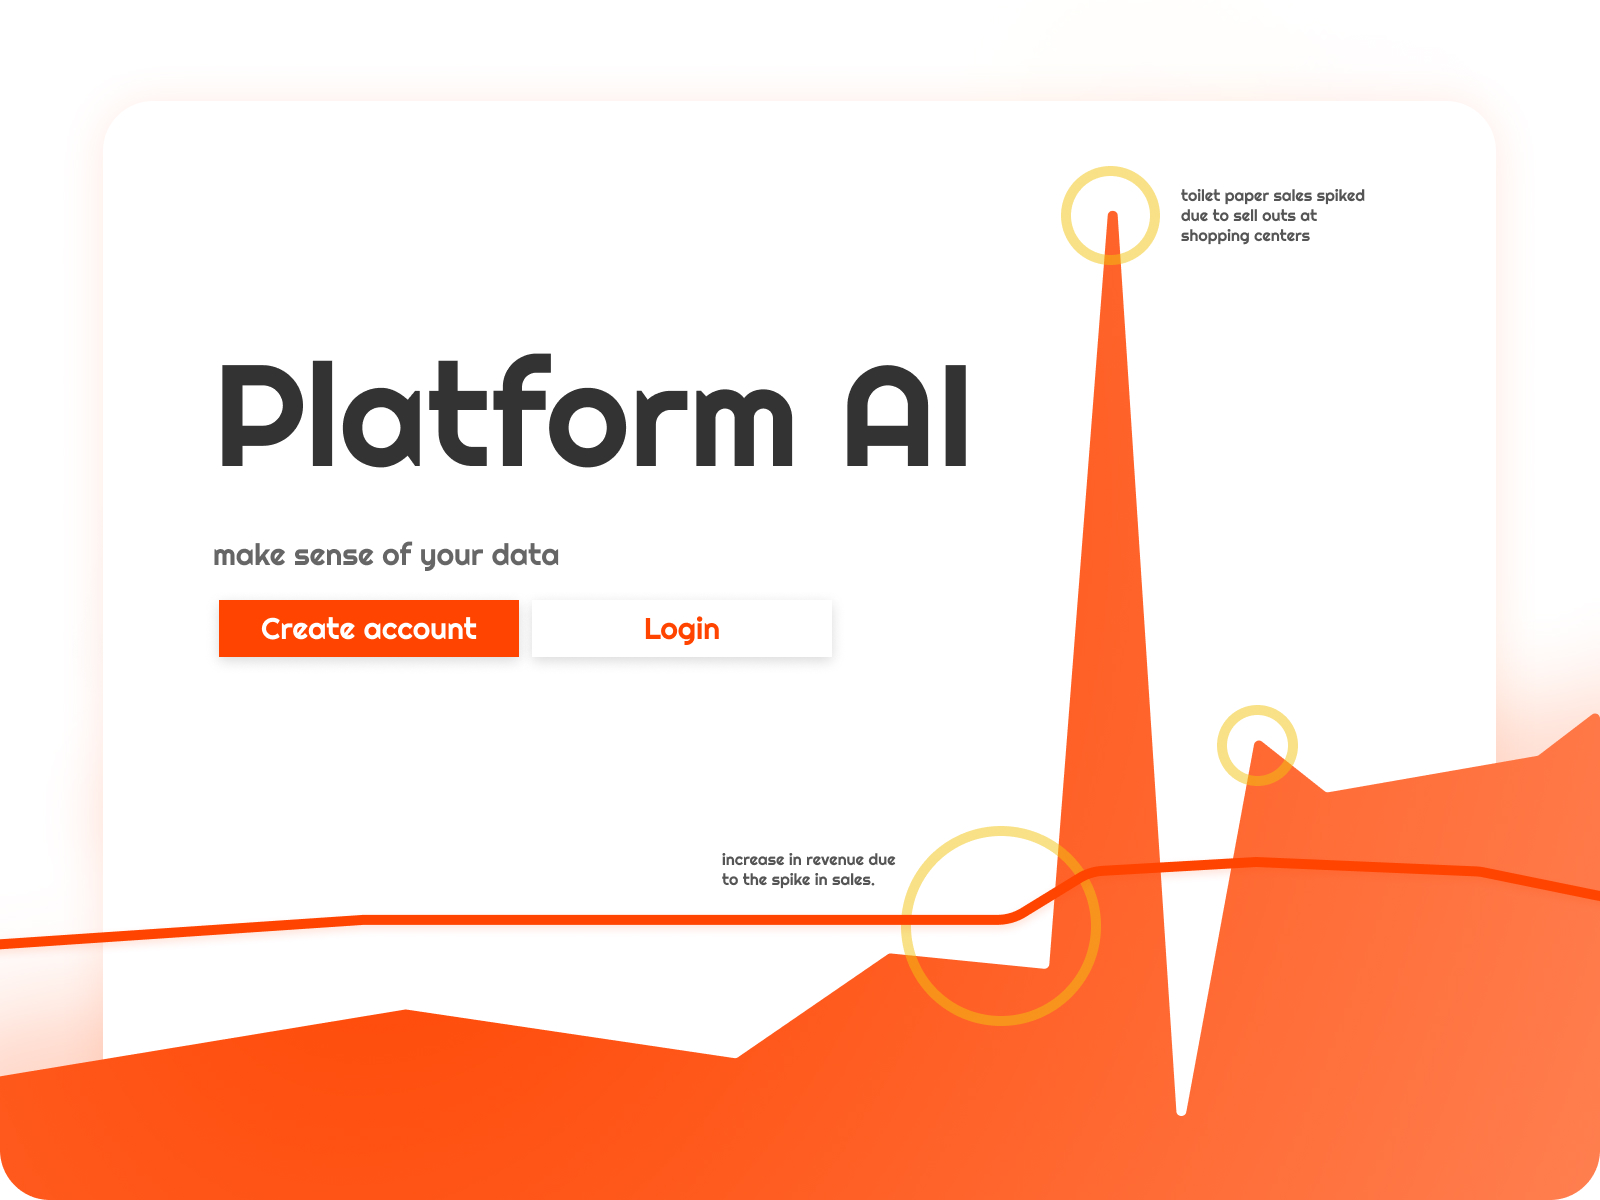 toilet paper sales spiked
due to sell outs at
shopping centers
Platform AI
make sense of your data
Create account
Login
increase in revenue due
to the spike in sales.